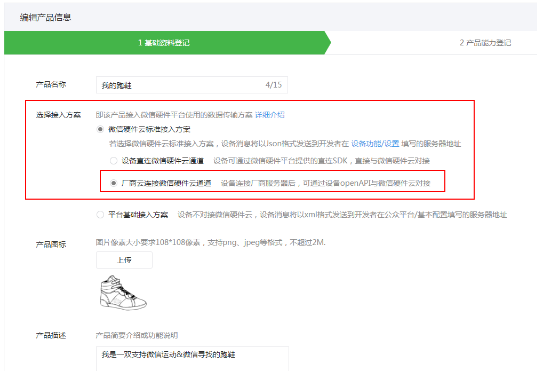 编辑产品信息
1 基础资料登记
2 产品能力登记
产品名称
我的跑鞋
4/15
选择接入方案
即该产品接入微信硬件平台使用的数据传输方案 详细介绍
微信硬件云标准接入方案
若选择微信硬件云标准接入方案，设备消息将以Json格式发送到开发者在 设备功能/设置 填写的服务器地址
设备直连微信硬件云通道 设备可通过微信硬件平台提供的直连SDK，直接与微信硬件云对接
厂商云连接微信硬件云通道 设备连接厂商服务器后，可通过设备openAPI与微信硬件云对接
平台基础接入方案 设备不对接微信硬件云，设备消息将以xml格式发送到开发者在公众平台/基本配置填写的服务器地址
产品图标
图片像素大小要求108*108像素，支持png、jpeg等格式，不超过2M.
上传
产品描述
产品简要介绍或功能说明
我是一双支持微信运动&微信寻找的跑鞋